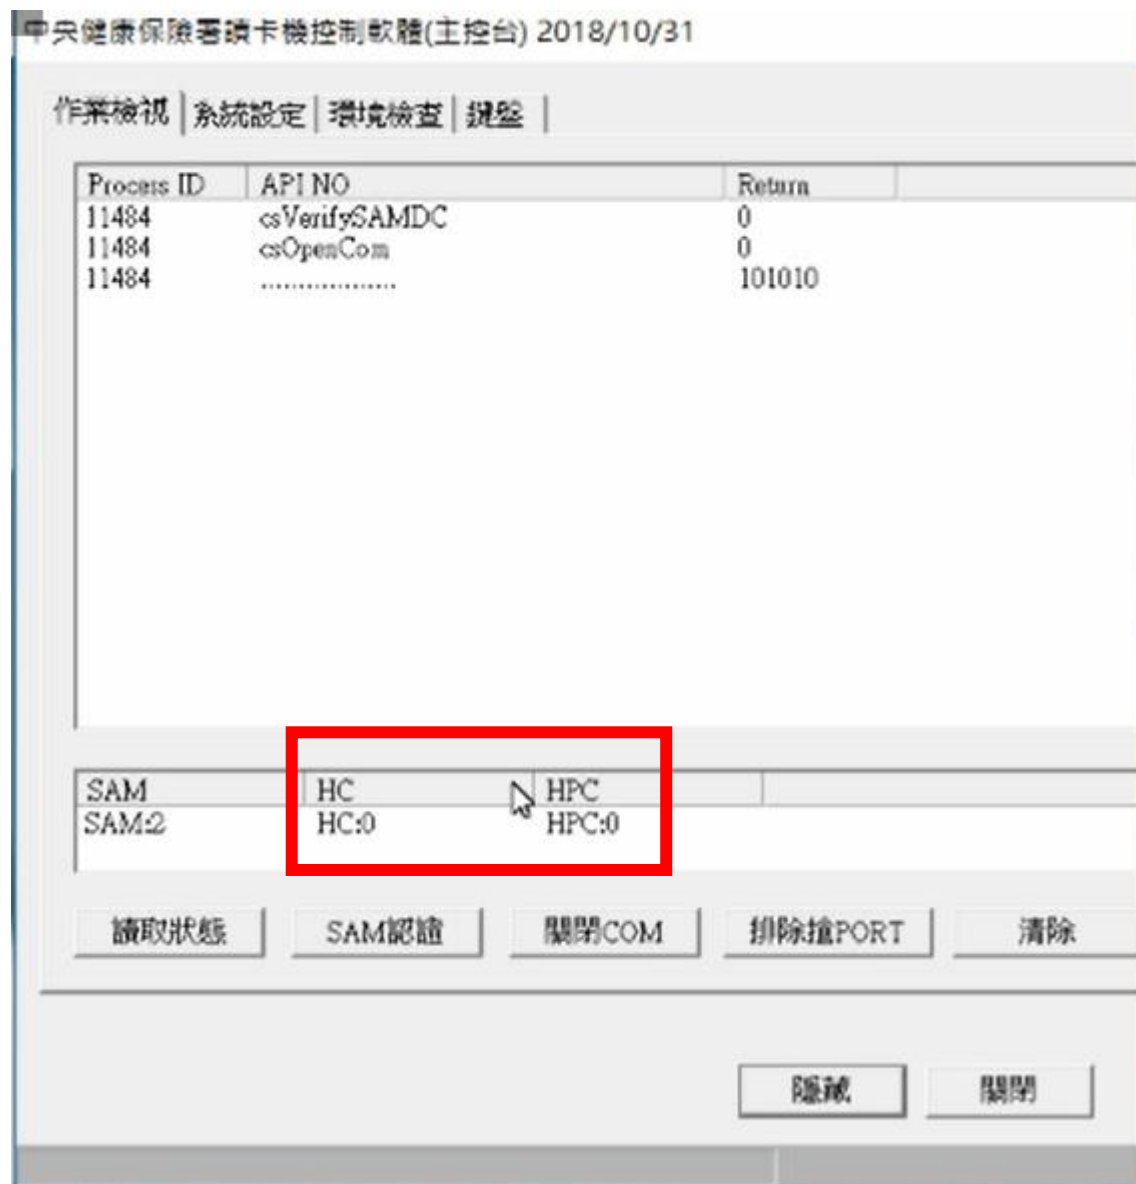 中央健康保險署讀卡機控制軟體(主控台) 2018/10/31
作業檢視 系統設定 環境檢查 鍵盤
Process ID API NO Return
11484 csVerifySAMDC 0
11484 csOpenCom 0
11484 .................. 101010
SAM HC HPC
SAM:2 HC:0 HPC:0
讀取狀態 SAM認證 關閉COM 排除搶PORT 清除
隱藏 關閉